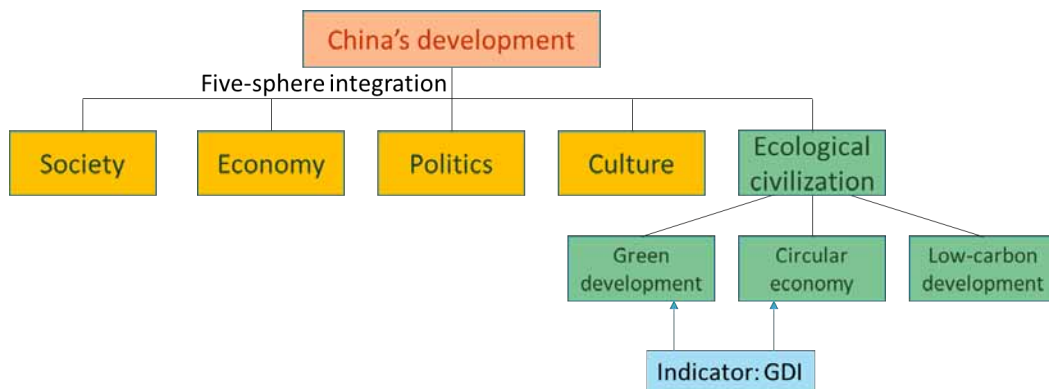 China's development
Five-sphere integration
Society
Economy
Politics
Culture
Ecological
civilization
Green
development
Circular
economy
Low-carbon
development
Indicator: GDI